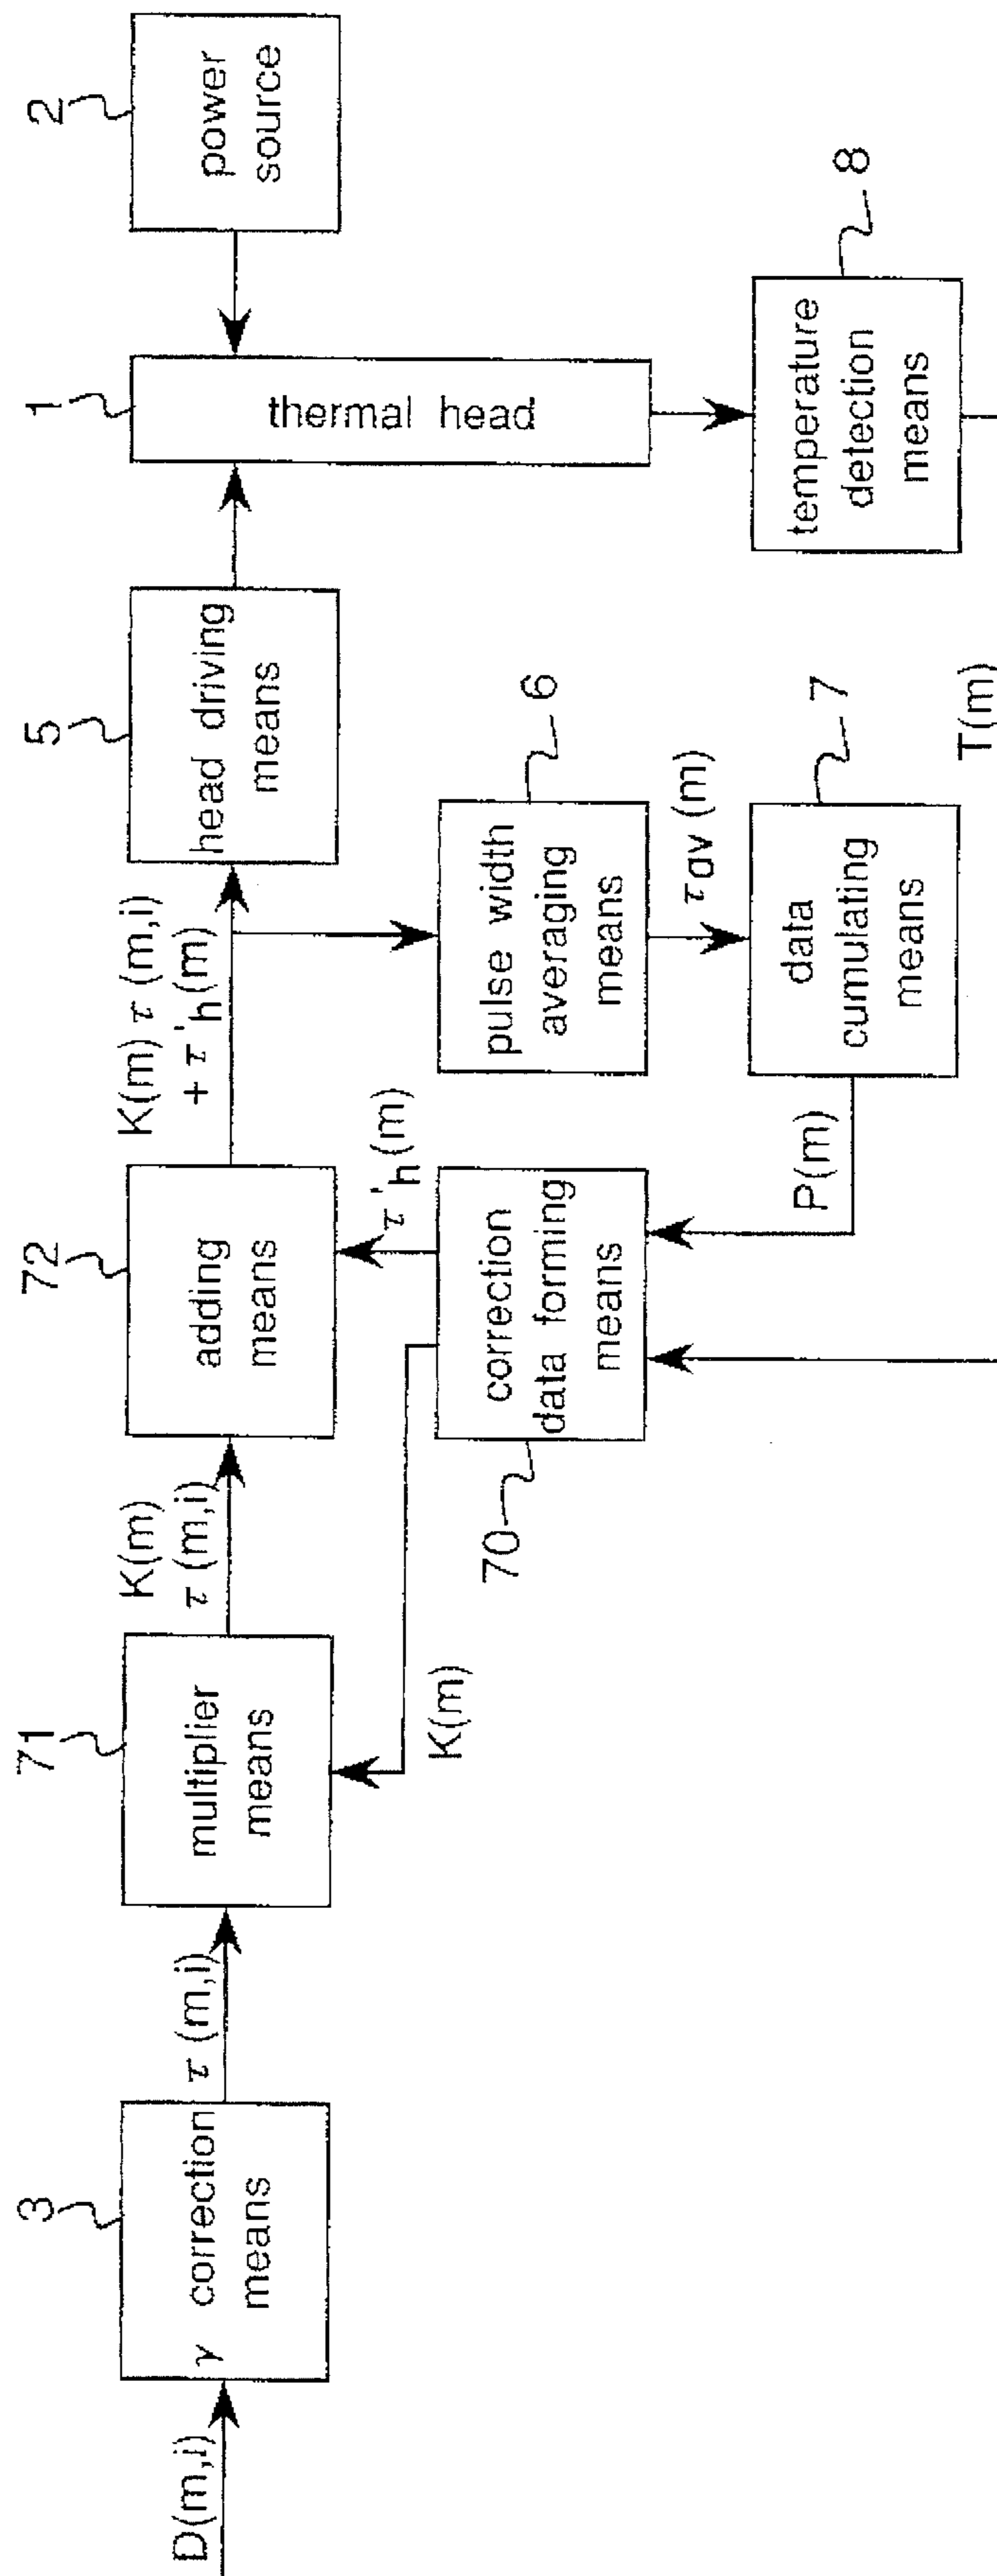 D(m,i)
3
γ correction
means
τ (m,i)
71
multiplier
means
K(m)
τ (m,i)
72
adding
means
K(m) τ (m,i)
+ τ'h(m)
5
head driving
means
1
thermal head
2
power
source
K(m)
70
correction
data forming
means
τ'h(m)
6
pulse width
averaging
means
τav (m)
7
data
cumulating
means
P(m)
8
temperature
detection
means
T(m)